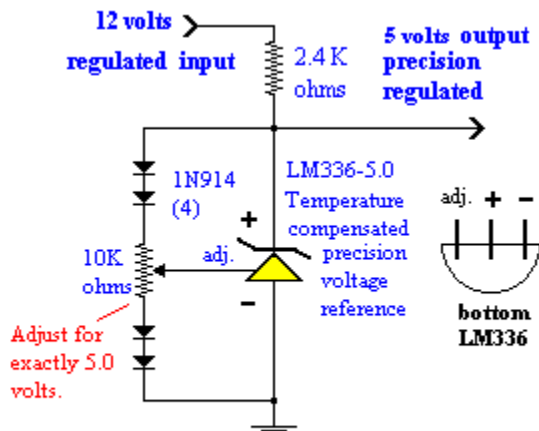 12 volts
regulated input
2.4 K
ohms
5 volts output
precision
regulated
1N914
(4)
LM336-5.0
Temperature
compensated
precision
voltage
reference
+
adj.
−
10K
ohms
Adjust for
exactly 5.0
volts.
adj. + −
bottom
LM336